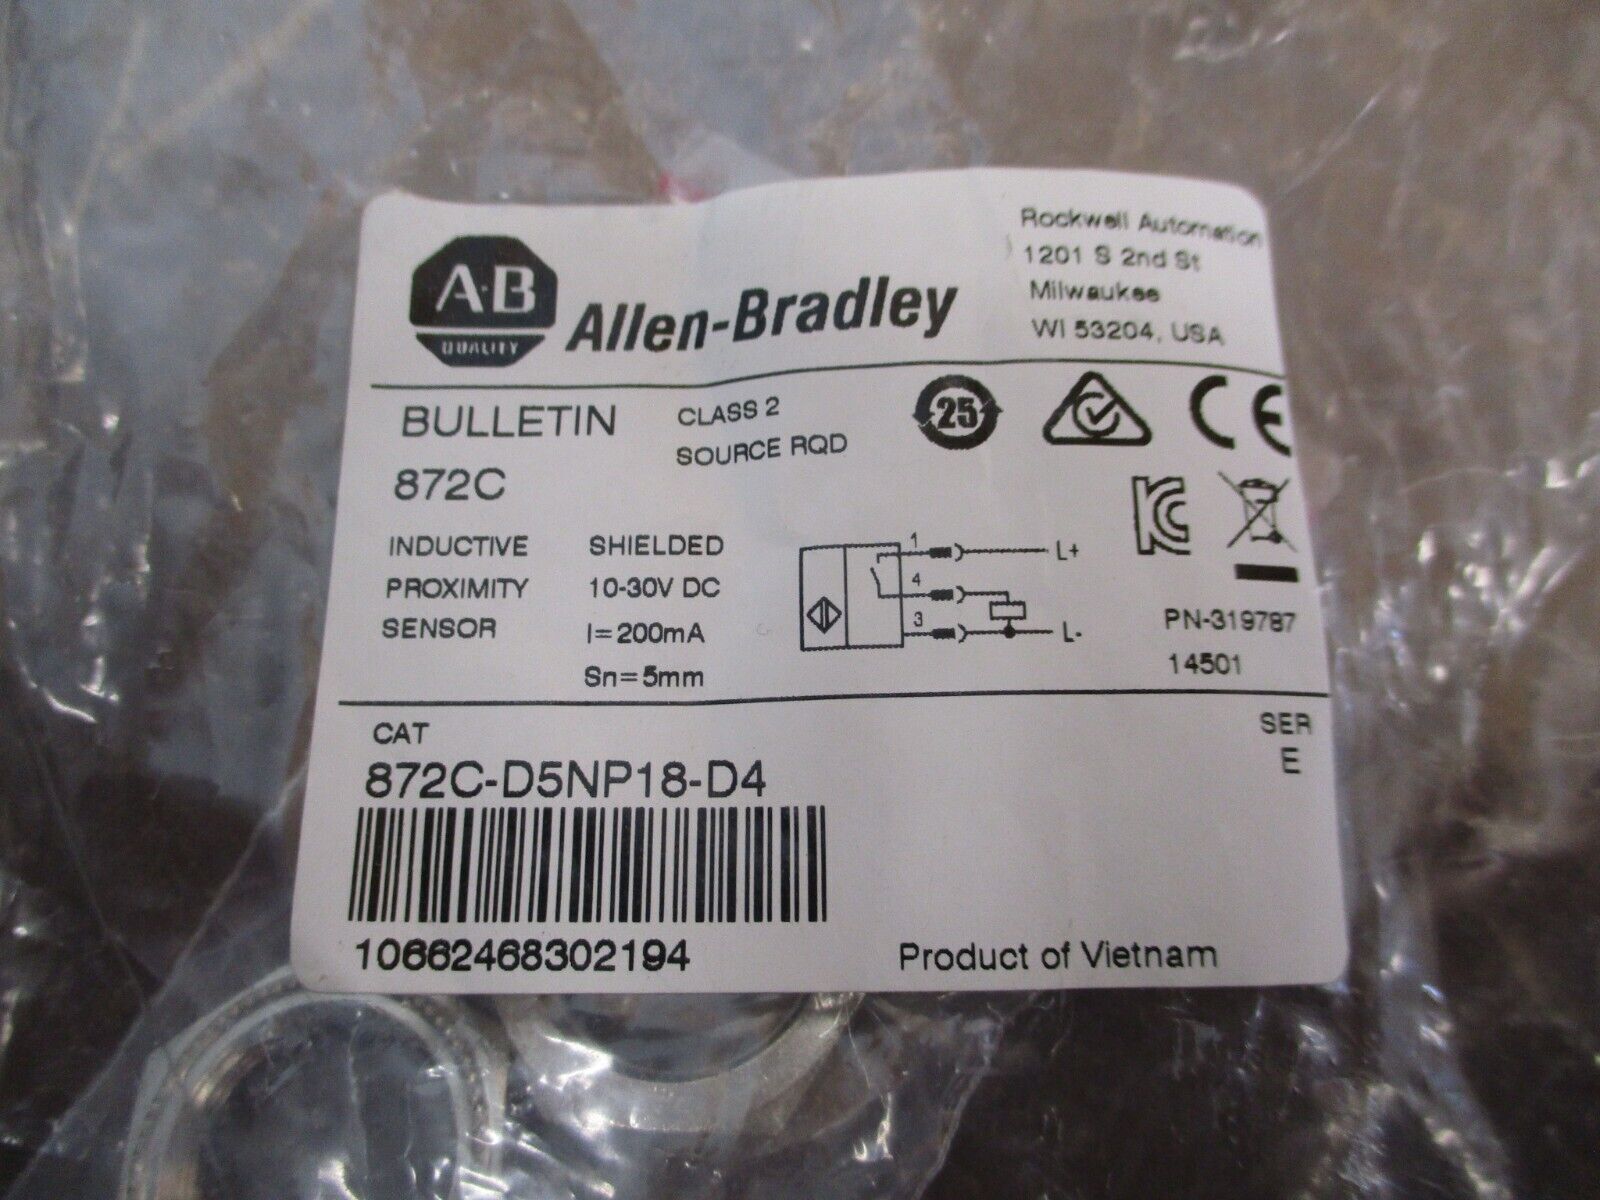 A·B
QUALITY
Allen-Bradley
Rockwell Automation
1201 S 2nd St
Milwaukee
WI 53204, USA
BULLETIN
872C
CLASS 2
SOURCE RQD
25
CE
INDUCTIVE
PROXIMITY
SENSOR
SHIELDED
10-30V DC
I=200mA
Sn=5mm
1
L+
4
3
L-
PN-319787
14501
CAT
872C-D5NP18-D4
SER
E
10662468302194
Product of Vietnam